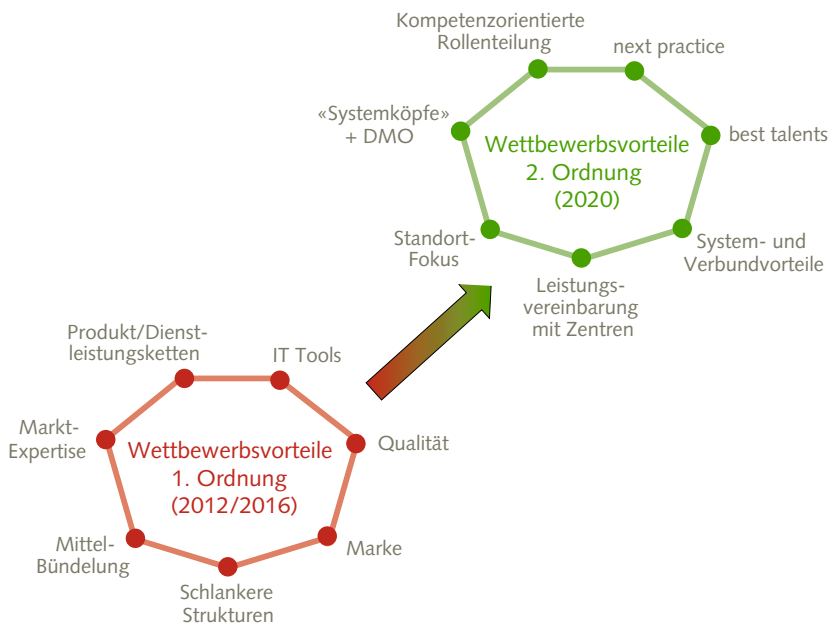 Kompetenzorientierte
Rollenteilung
next practice
«Systemköpfe»
+ DMO
best talents
Wettbewerbsvorteile
2. Ordnung
(2020)
Standort-
Fokus
System- und
Verbundvorteile
Leistungs-
vereinbarung
mit Zentren
Produkt/Dienst-
leistungsketten
IT Tools
Markt-
Expertise
Qualität
Wettbewerbsvorteile
1. Ordnung
(2012/2016)
Mittel-
Bündelung
Marke
Schlankere
Strukturen